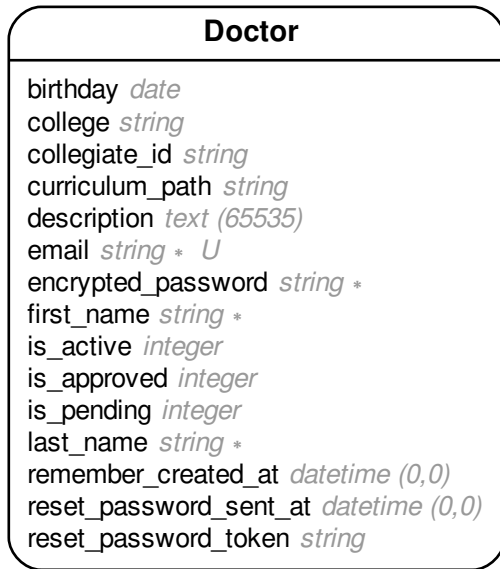 Doctor
birthday date
college string
collegiate_id string
curriculum_path string
description text (65535)
email string * U
encrypted_password string *
first_name string *
is_active integer
is_approved integer
is_pending integer
last_name string *
remember_created_at datetime (0,0)
reset_password_sent_at datetime (0,0)
reset_password_token string